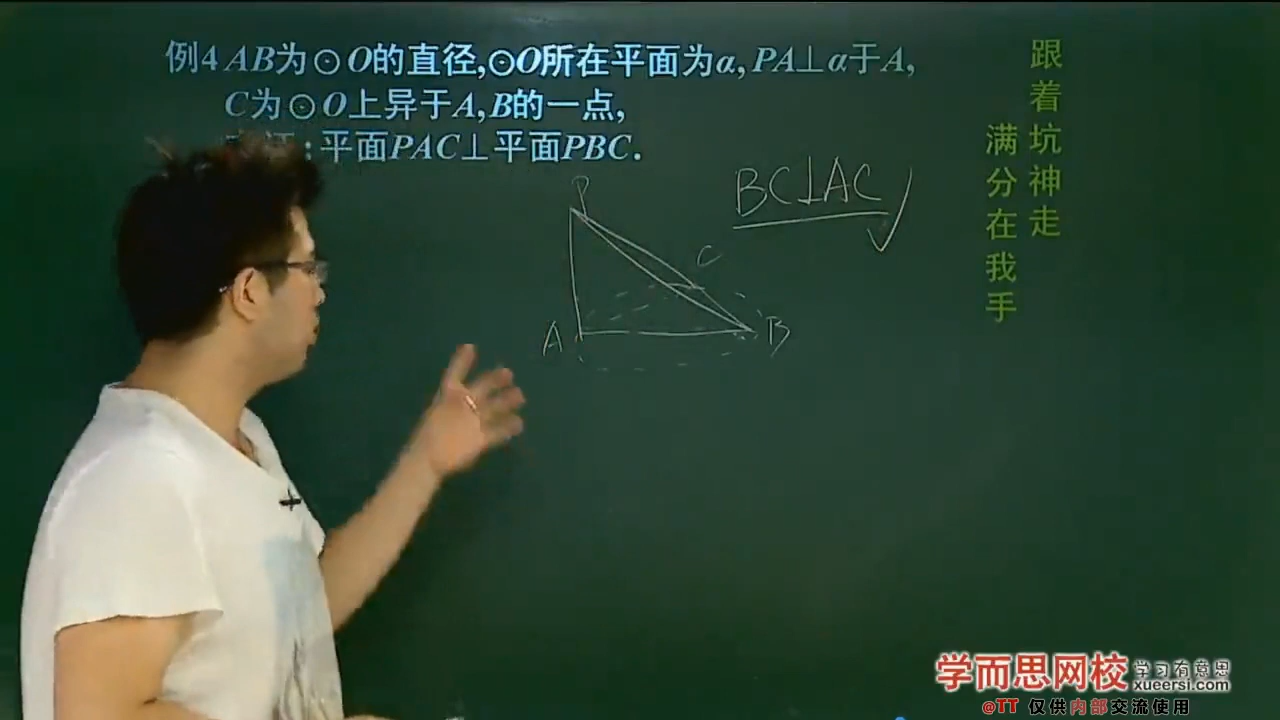 例4 AB为⊙O的直径,⊙O所在平面为α,PA⊥α于A,
C为⊙O上异于A,B的一点,
:平面PAC⊥平面PBC.
P
BC⊥AC
C
A
B
跟着坑神走
满分在我手
学而思网校
学习有意思
xueersi.com
@TT 仅供内部交流使用